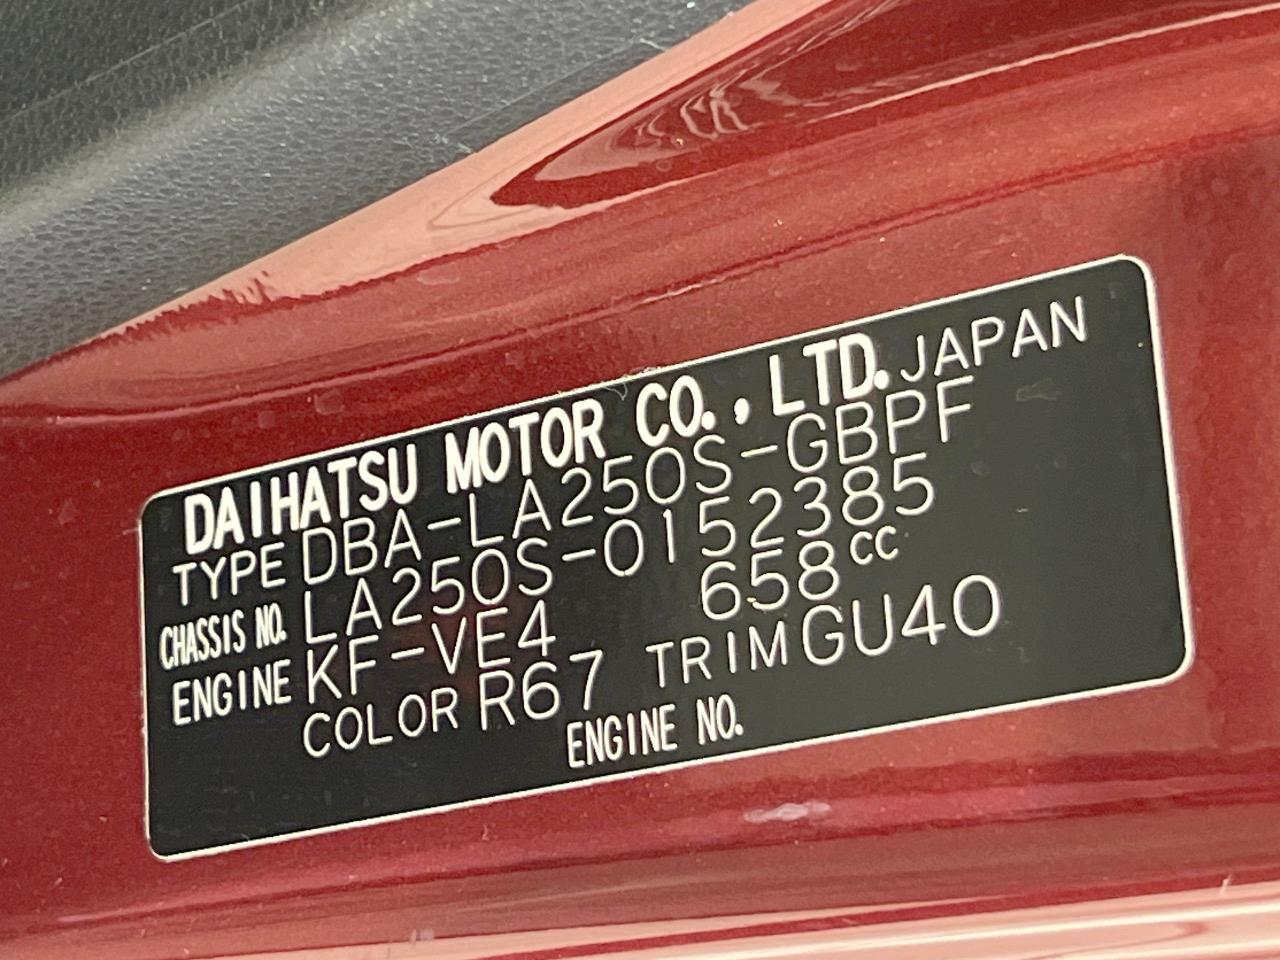 DAIHATSU MOTOR CO., LTD. JAPAN
TYPE DBA-LA250S-GBPF
CHASSIS NO. LA250S-0152385
ENGINE KF-VE4 658cc
COLOR R67 TRIM GU40
ENGINE NO.